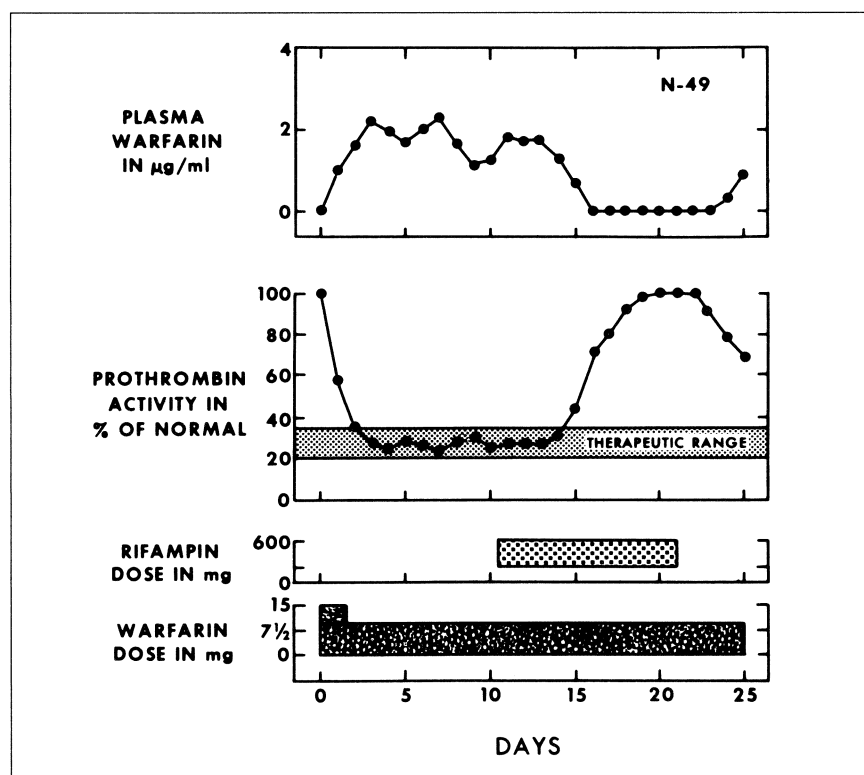 4
N-49
PLASMA
WARFARIN
IN µg/ml
2
0
100
80
PROTHROMBIN
ACTIVITY IN
% OF NORMAL
60
40
THERAPEUTIC RANGE
20
0
RIFAMPIN
DOSE IN mg
600
0
WARFARIN
DOSE IN mg
15
7½
0
0 5 10 15 20 25
DAYS